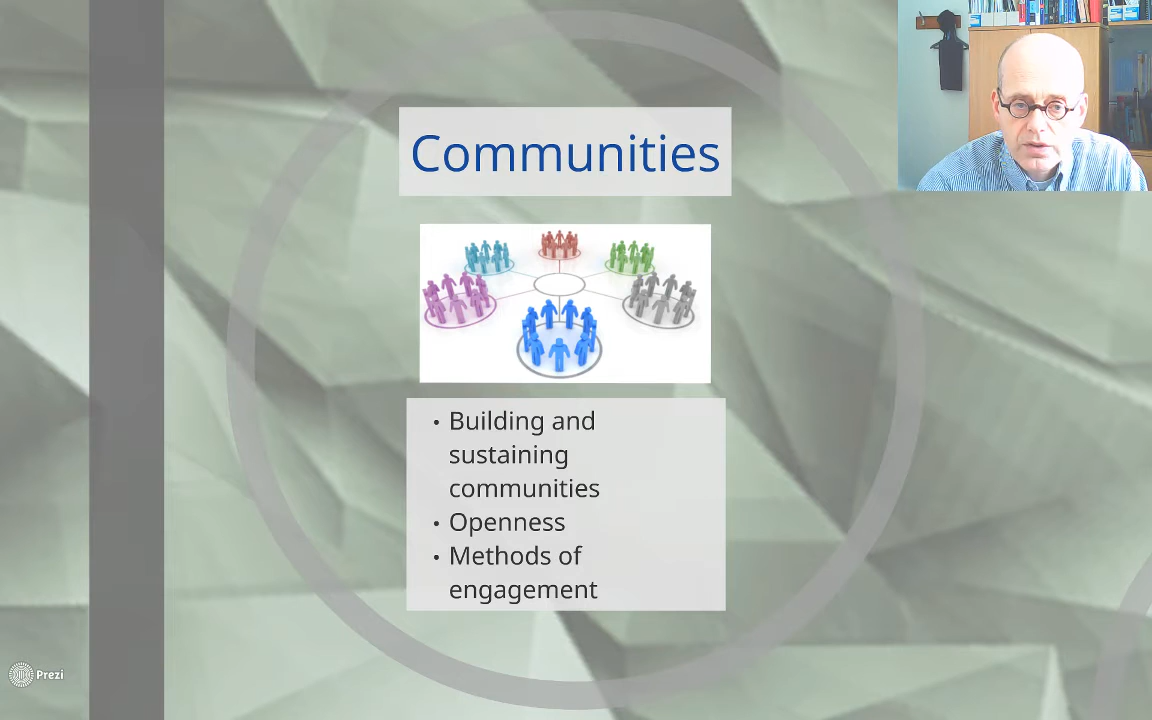 Communities
• Building and
sustaining
communities
• Openness
• Methods of
engagement
Prezi